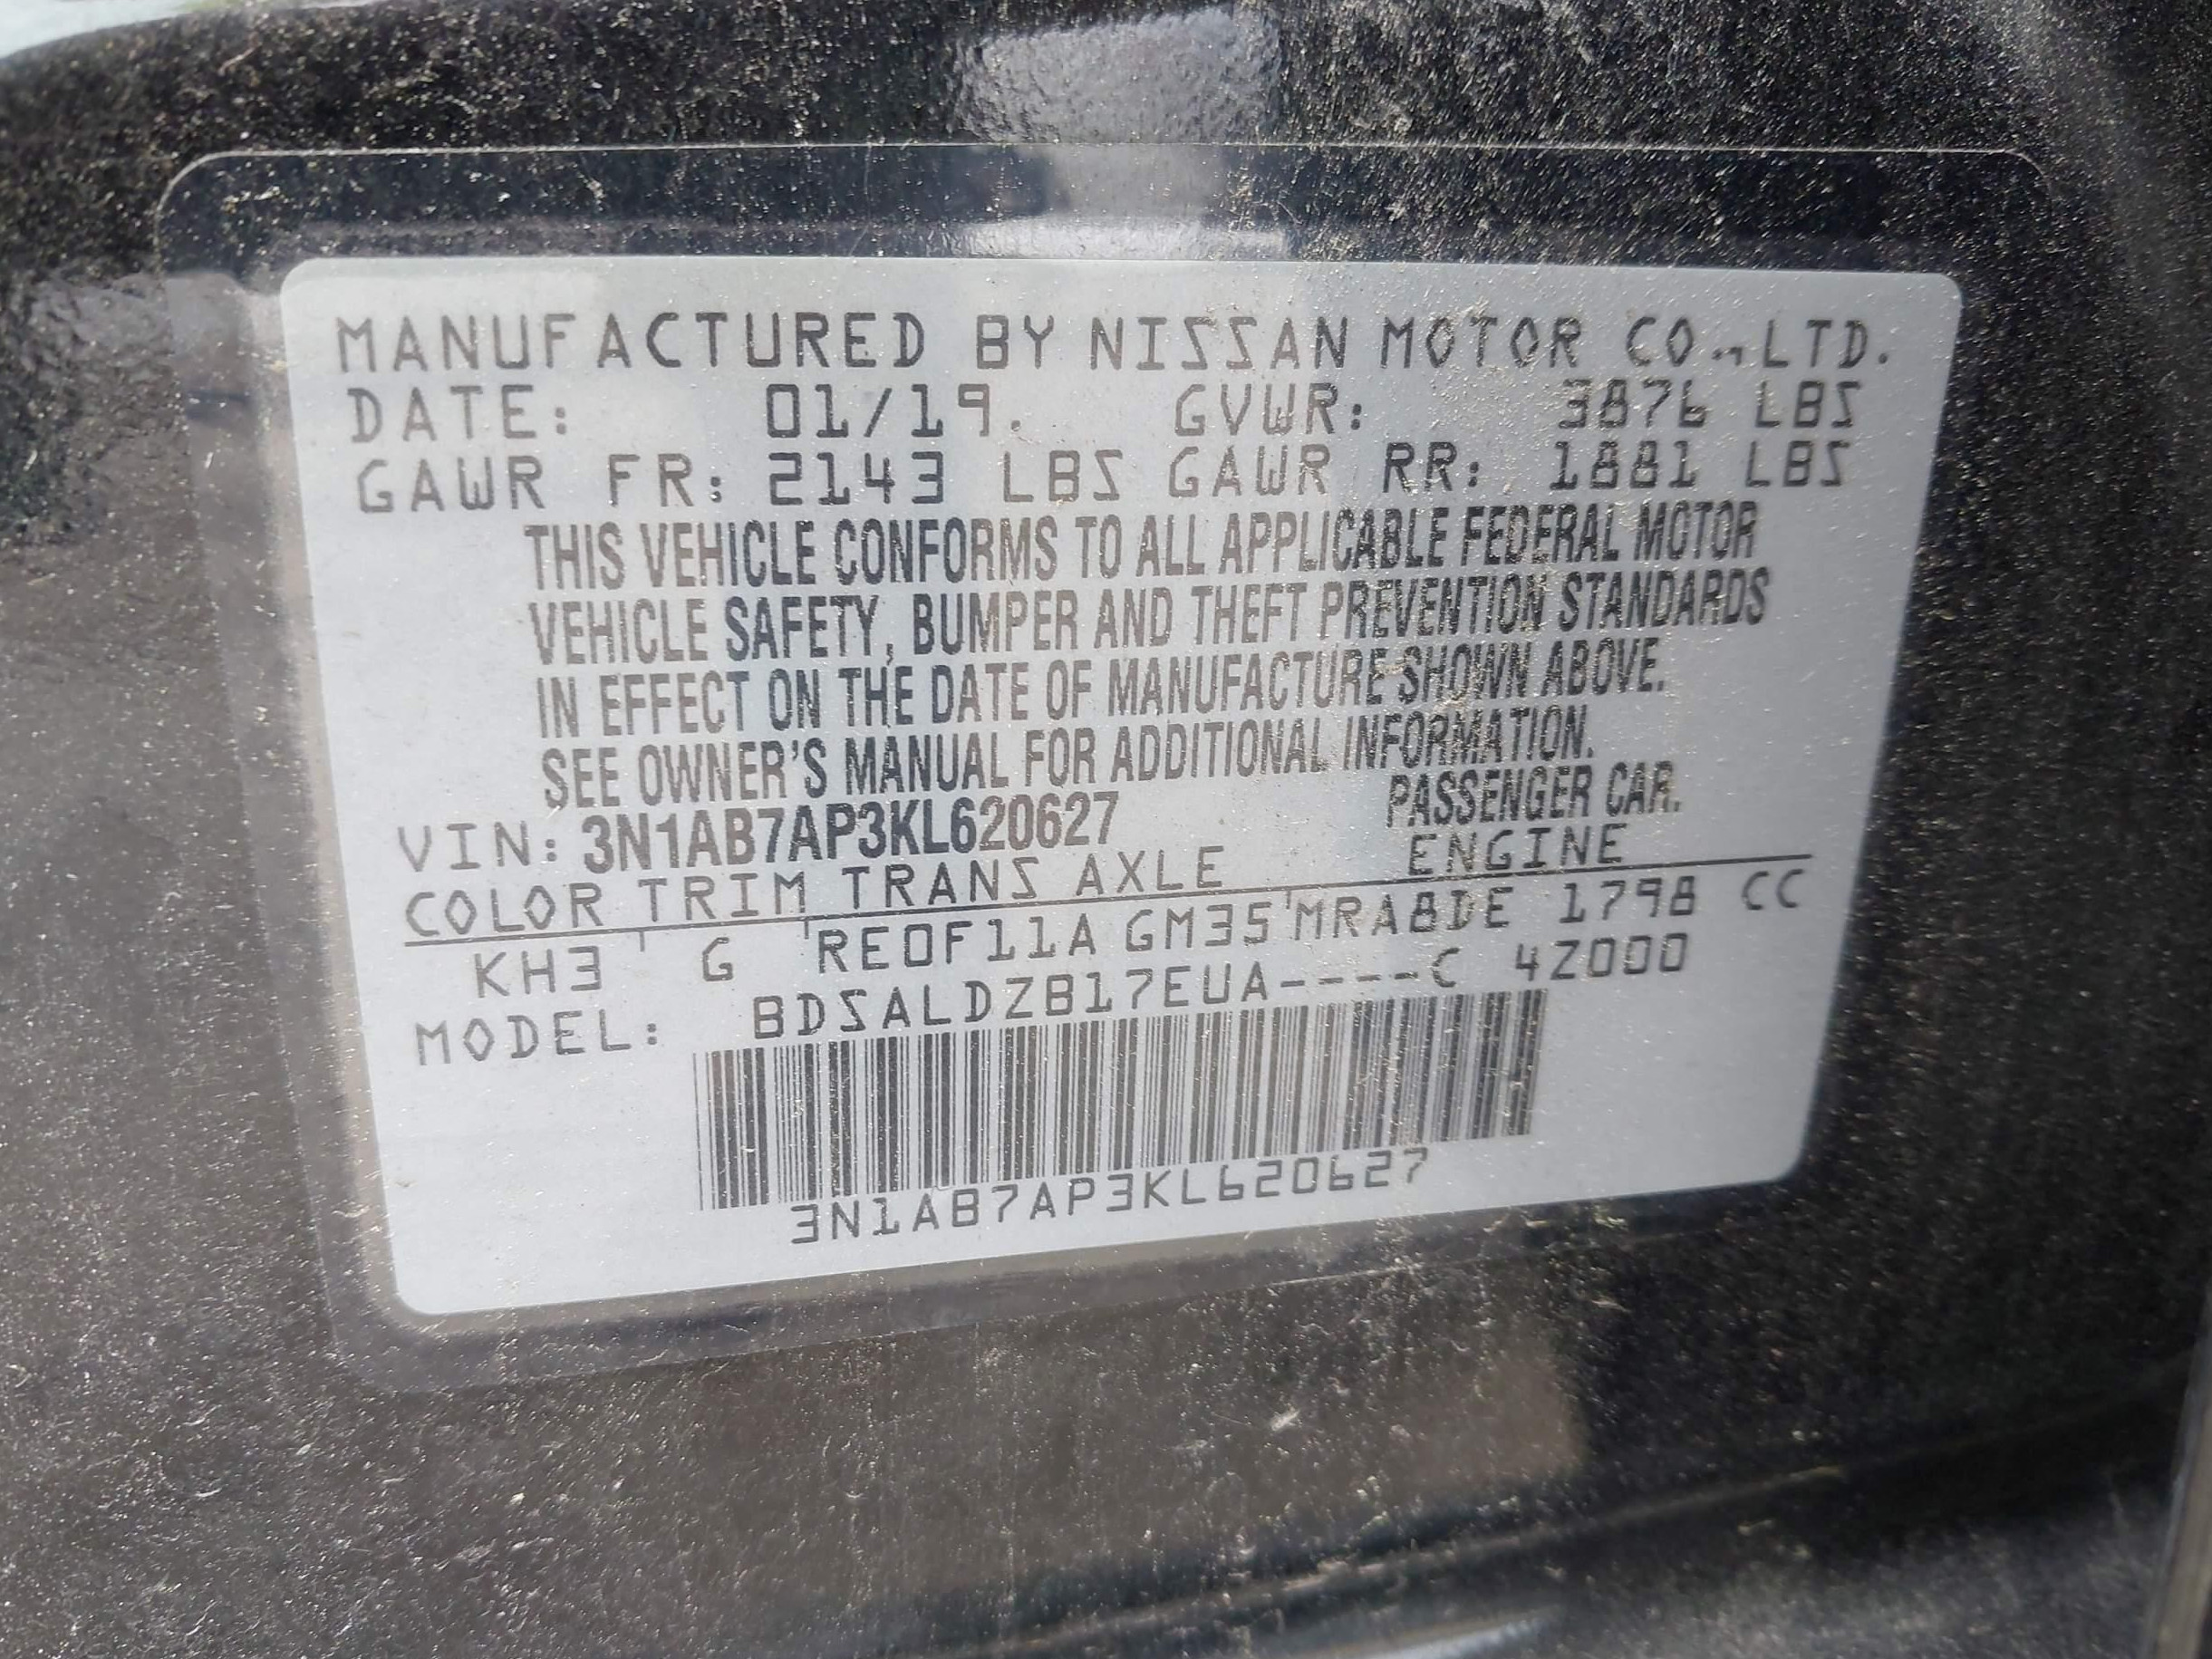 MANUFACTURED BY NISSAN MOTOR CO.,LTD.
DATE: 01/19. GVWR: 3876 LBS
GAWR FR: 2143 LBS GAWR RR: 1881 LBS
THIS VEHICLE CONFORMS TO ALL APPLICABLE FEDERAL MOTOR
VEHICLE SAFETY, BUMPER AND THEFT PREVENTION STANDARDS
IN EFFECT ON THE DATE OF MANUFACTURE SHOWN ABOVE.
SEE OWNER'S MANUAL FOR ADDITIONAL INFORMATION.
VIN: 3N1AB7AP3KL620627 PASSENGER CAR.
COLOR TRIM TRANS AXLE ENGINE
KH3 G RE0F11A GM35 MRA8DE 1798 CC
MODEL: BDSALDZB17EUA----C 4Z000
3N1AB7AP3KL620627